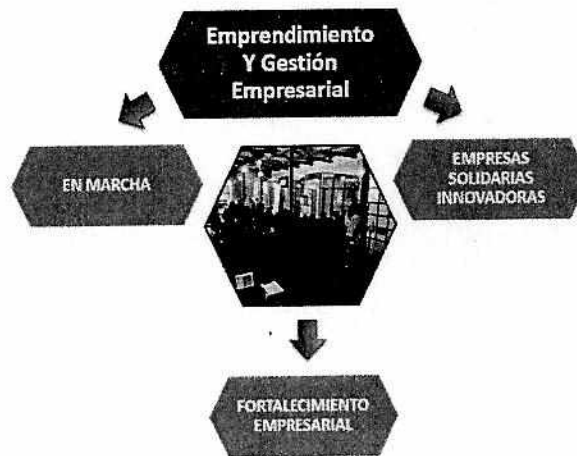 Emprendimiento
Y Gestión
Empresarial
EN MARCHA
EMPRESAS
SOLIDARIAS
INNOVADORAS
FORTALECIMIENTO
EMPRESARIAL